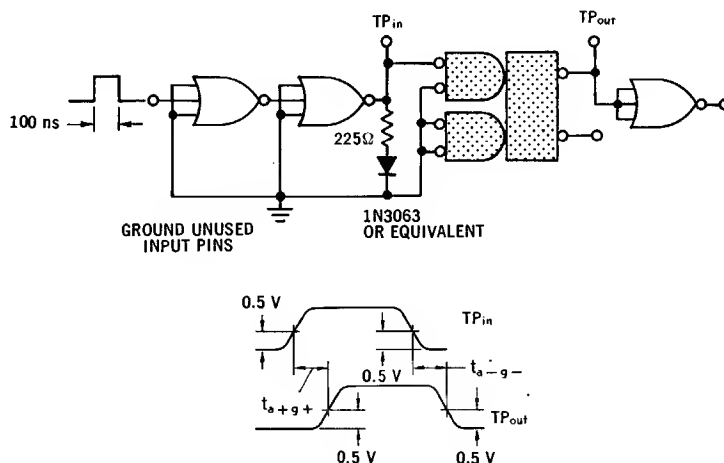 TPin
TPout
100 ns
225Ω
1N3063
OR EQUIVALENT
GROUND UNUSED
INPUT PINS
0.5 V
TPin
0.5 V
ta+g+
ta-g-
TPout
0.5 V
0.5 V